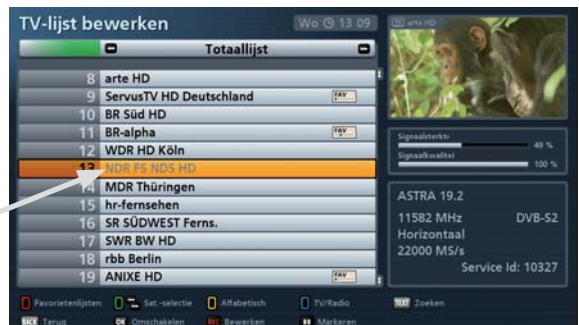 TV-lijst bewerken
Wo 13 09
arte HD
Totaallijst
8 arte HD
9 ServusTV HD Deutschland FAV
10 BR Süd HD
11 BR-alpha FAV
12 WDR HD Köln
13 NDR FS NDS HD
14 MDR Thüringen
15 hr-fernsehen
16 SR SÜDWEST Ferns.
17 SWR BW HD
18 rbb Berlin
19 ANIXE HD FAV
Signaalsterkte
49 %
Signaalkwaliteit
100 %
ASTRA 19.2
11582 MHz DVB-S2
Horizontaal
22000 MS/s
Service Id: 10327
Favorietenlijsten Sat.-selectie Alfabetisch TV/Radio TEXT Zoeken
BACK Terug OK Omschakelen REC Bewerken Markeren